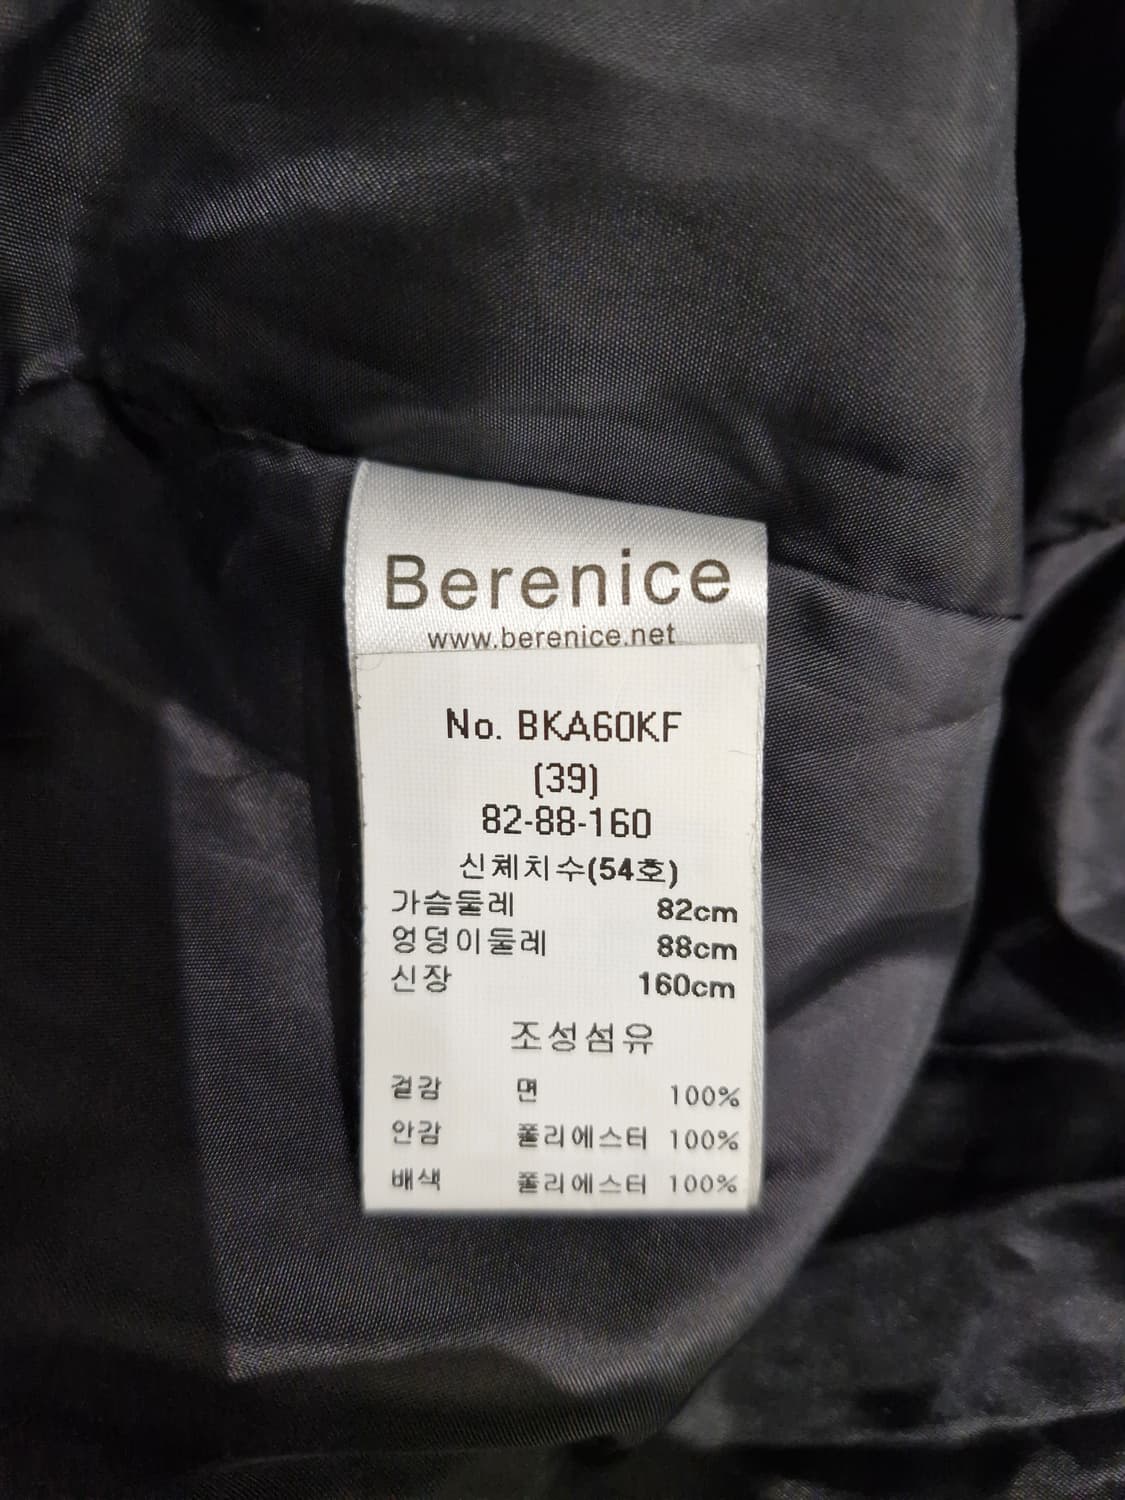 Berenice
www.berenice.net
No. BKA60KF
(39)
82-88-160
신체치수(54호)
가슴둘레 82cm
엉덩이둘레 88cm
신장 160cm
조성섬유
겉감 면 100%
안감 폴리에스터 100%
배색 폴리에스터 100%